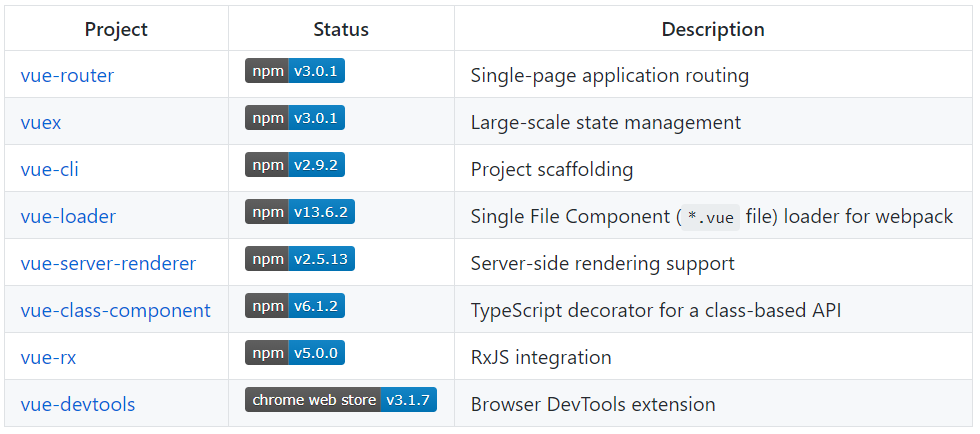 Project Status Description
vue-router npm v3.0.1 Single-page application routing
vuex npm v3.0.1 Large-scale state management
vue-cli npm v2.9.2 Project scaffolding
vue-loader npm v13.6.2 Single File Component ( *.vue file) loader for webpack
vue-server-renderer npm v2.5.13 Server-side rendering support
vue-class-component npm v6.1.2 TypeScript decorator for a class-based API
vue-rx npm v5.0.0 RxJS integration
vue-devtools chrome web store v3.1.7 Browser DevTools extension